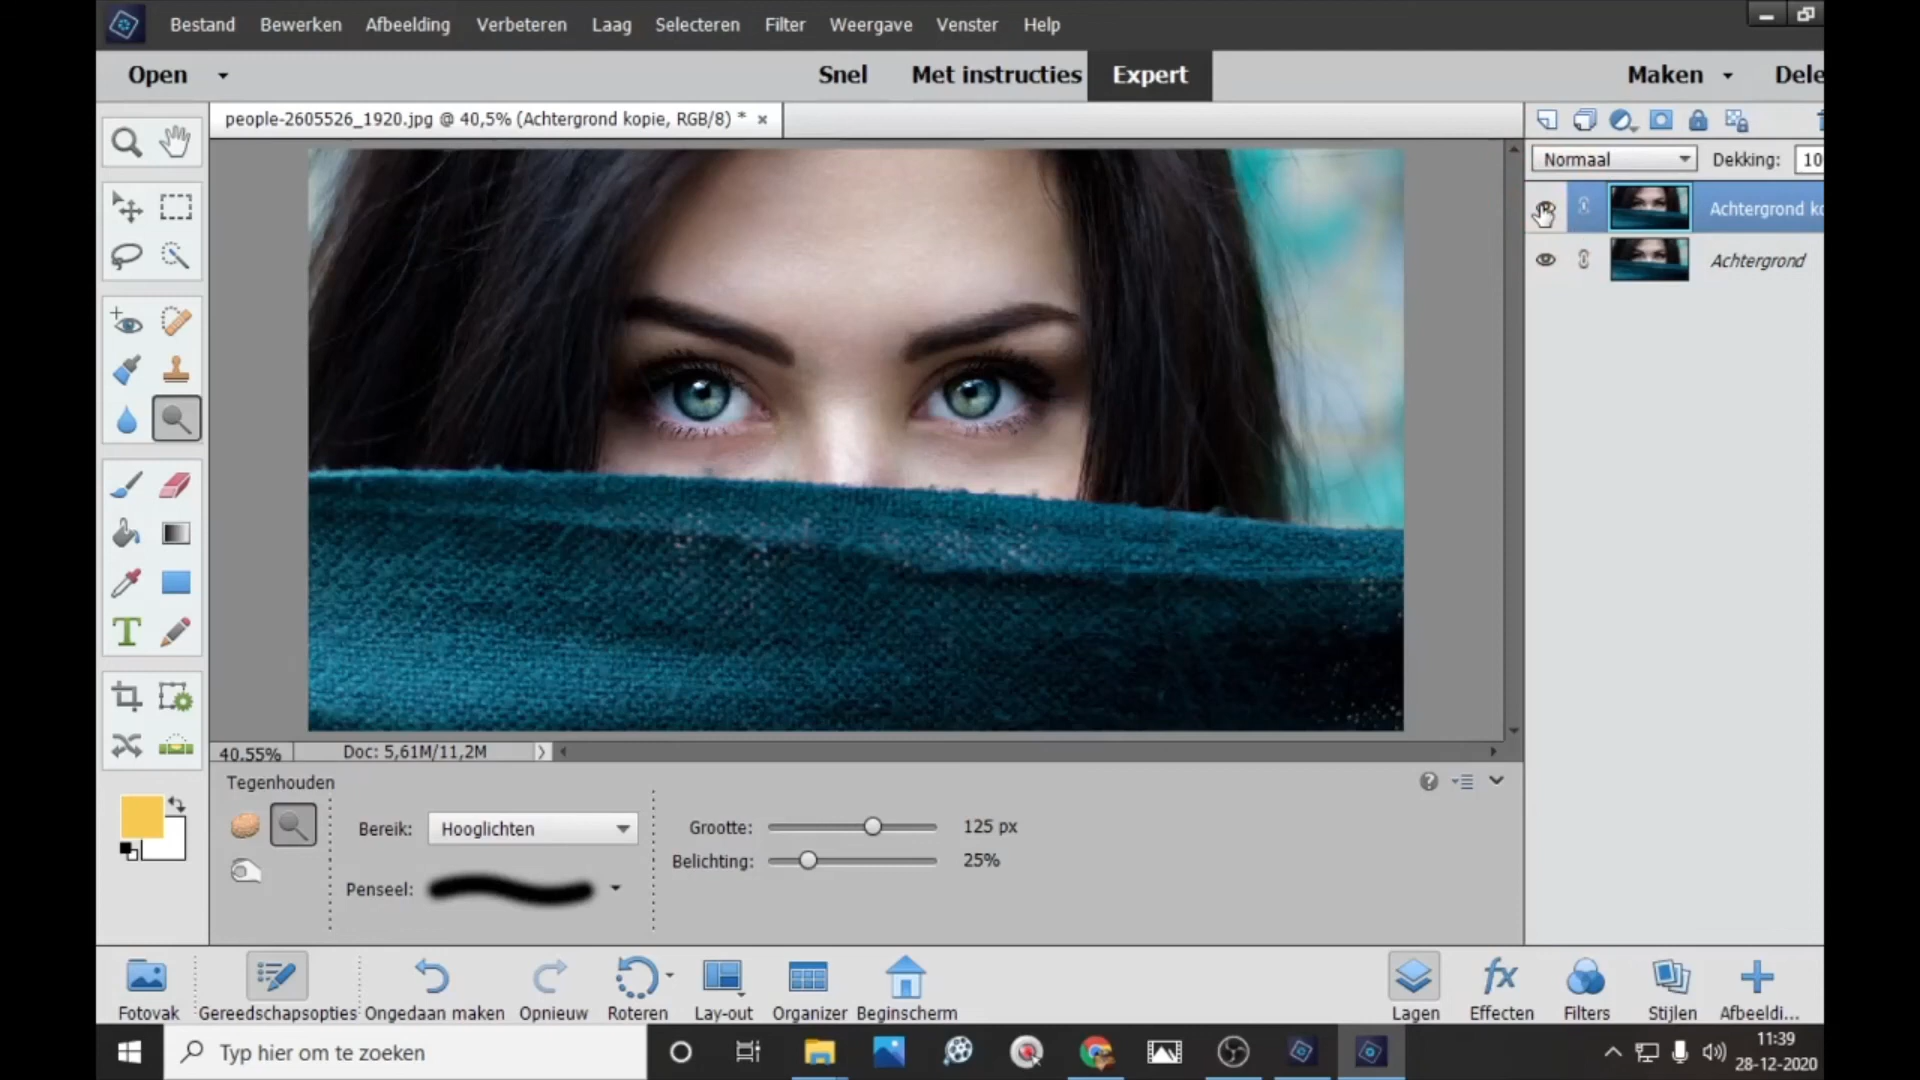 Bestand Bewerken Afbeelding Verbeteren Laag Selecteren Filter Weergave Venster Help
Open Snel Met instructies Expert Maken Dele
people-2605526_1920.jpg @ 40,5% (Achtergrond kopie, RGB/8) * ×
Normaal Dekking: 10
Achtergrond ko
Achtergrond
40,55% Doc: 5,61M/11,2M
Tegenhouden
Bereik: Hooglichten Grootte: 125 px
Belichting: 25%
Penseel:
Fotovak Gereedschapsopties Ongedaan maken Opnieuw Roteren Lay-out Organizer Beginscherm Lagen Effecten Filters Stijlen Afbeeldi...
Typ hier om te zoeken
11:39
28-12-2020